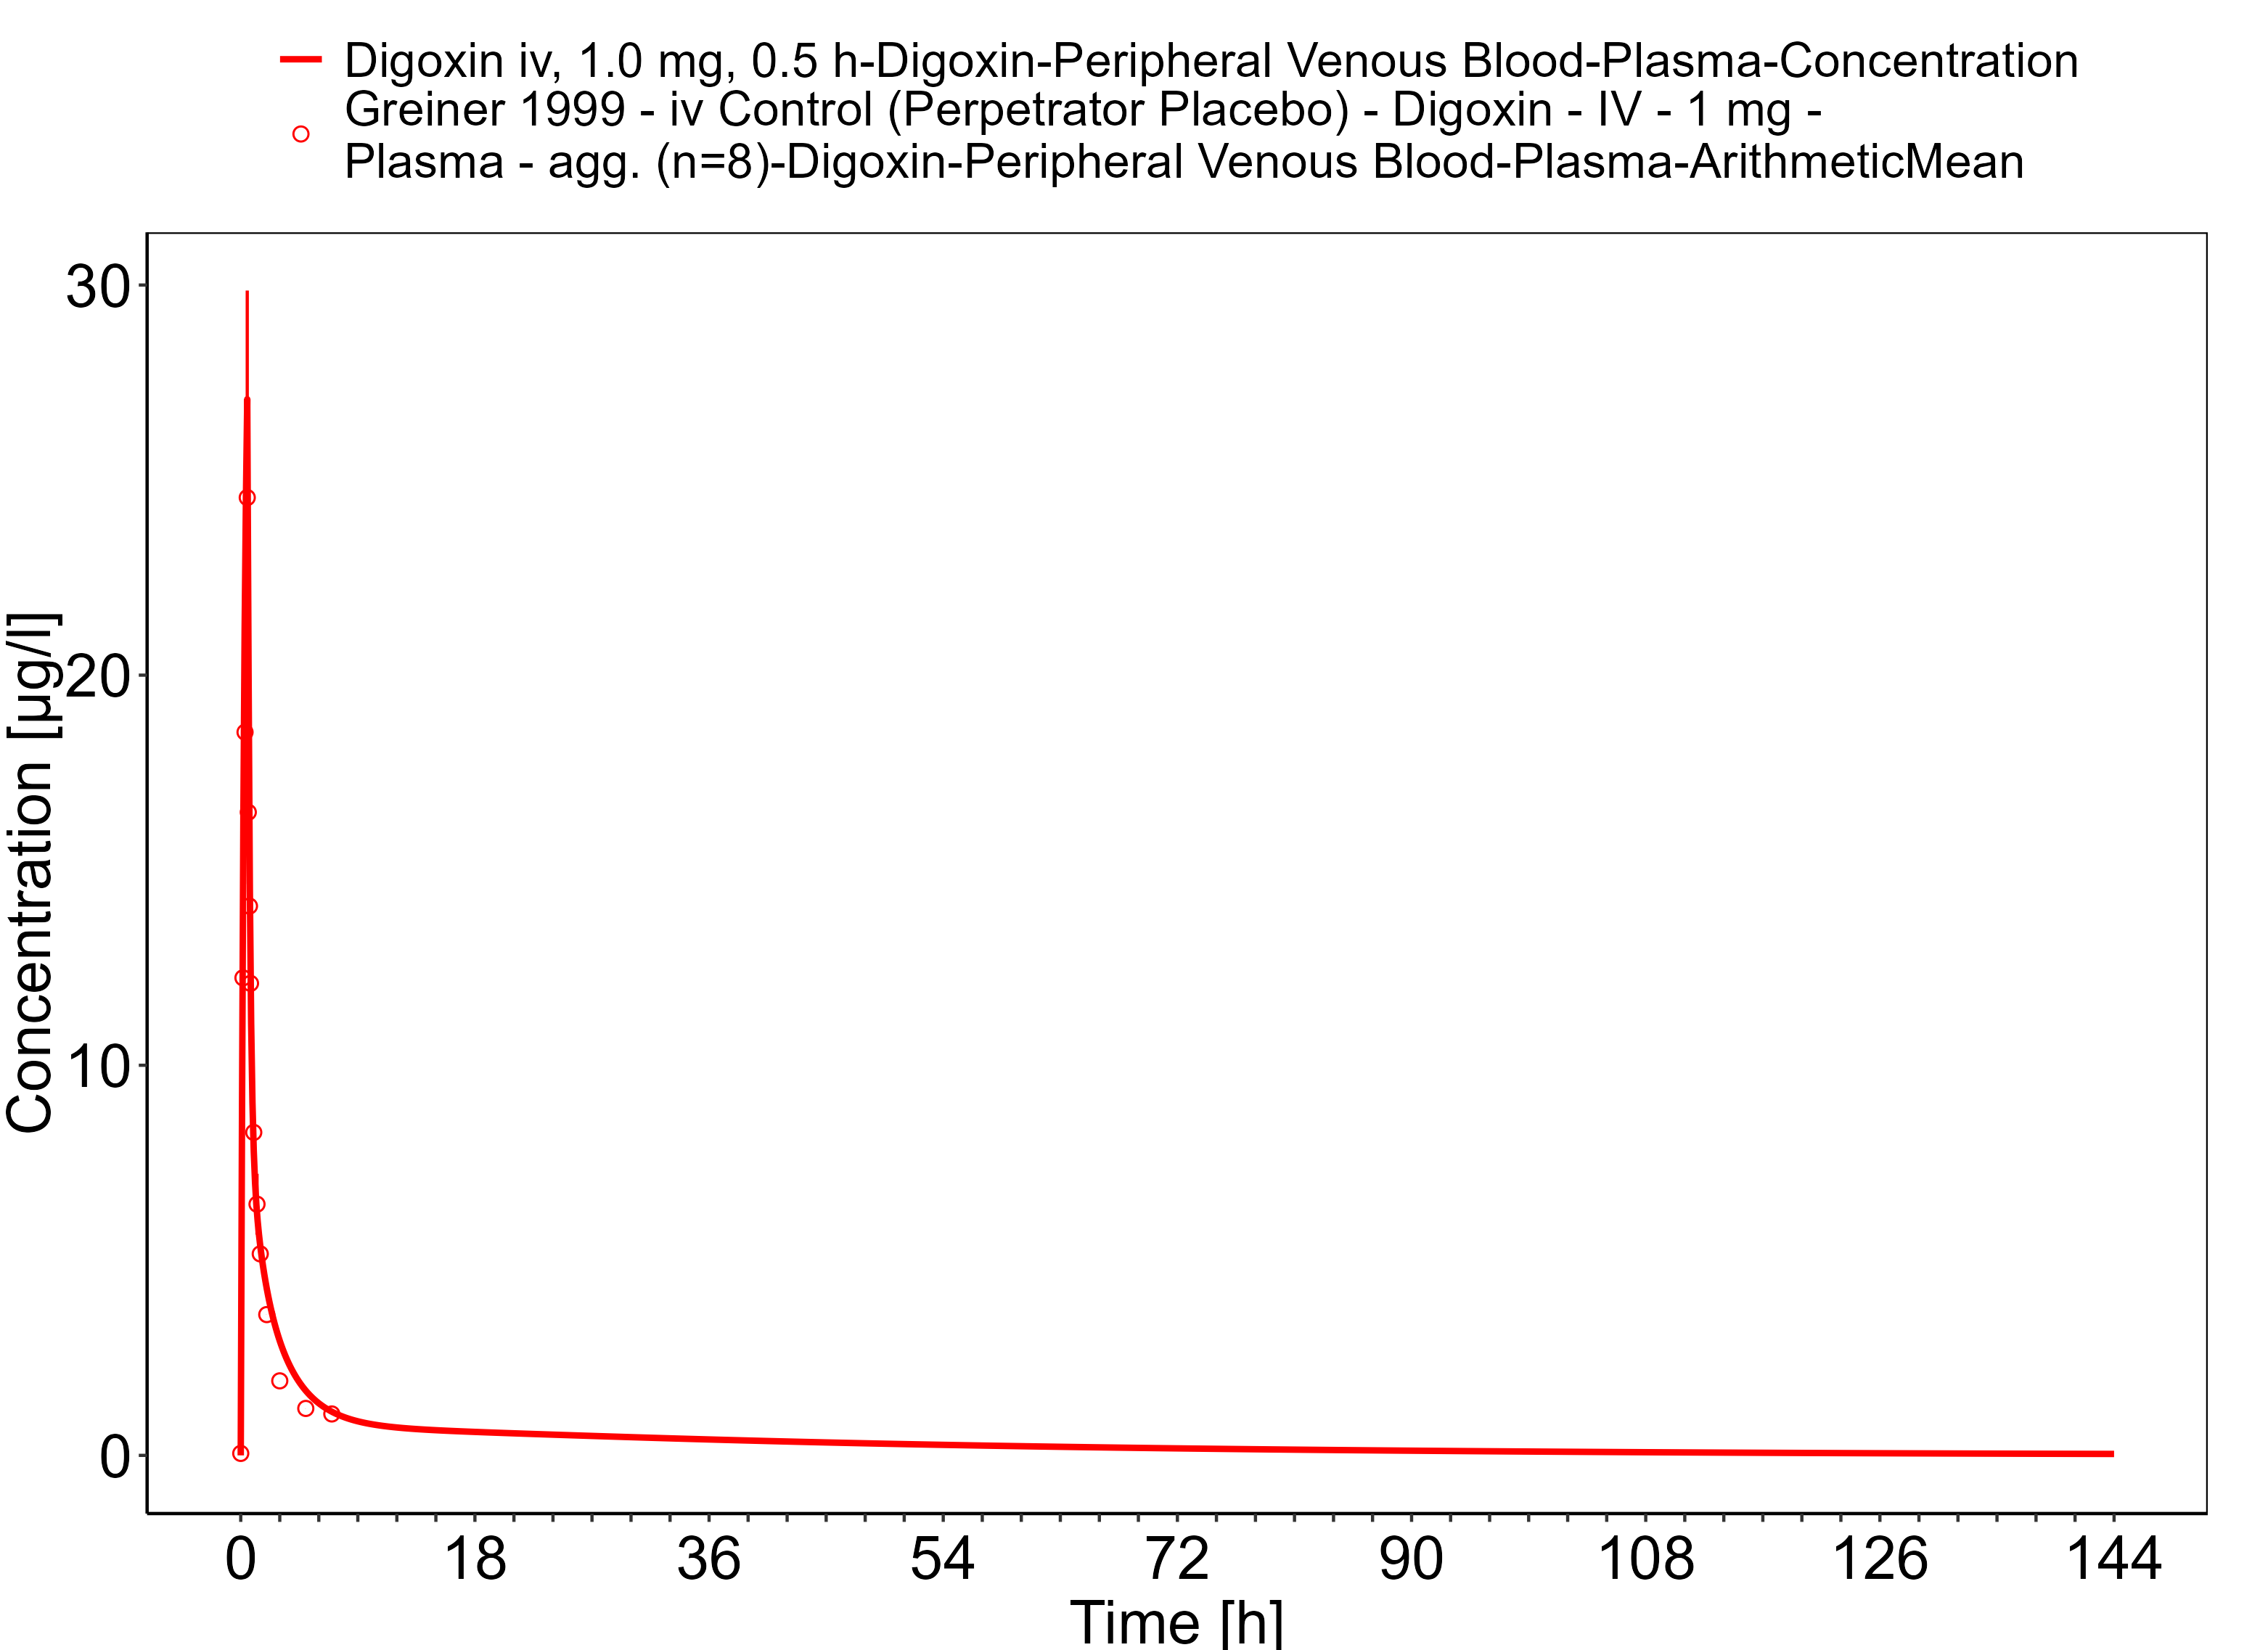 Digoxin iv, 1.0 mg, 0.5 h-Digoxin-Peripheral Venous Blood-Plasma-Concentration
Greiner 1999 - iv Control (Perpetrator Placebo) - Digoxin - IV - 1 mg -
Plasma - agg. (n=8)-Digoxin-Peripheral Venous Blood-Plasma-ArithmeticMean
30
20
10
0
Concentration [µg/l]
0 18 36 54 72 90 108 126 144
Time [h]